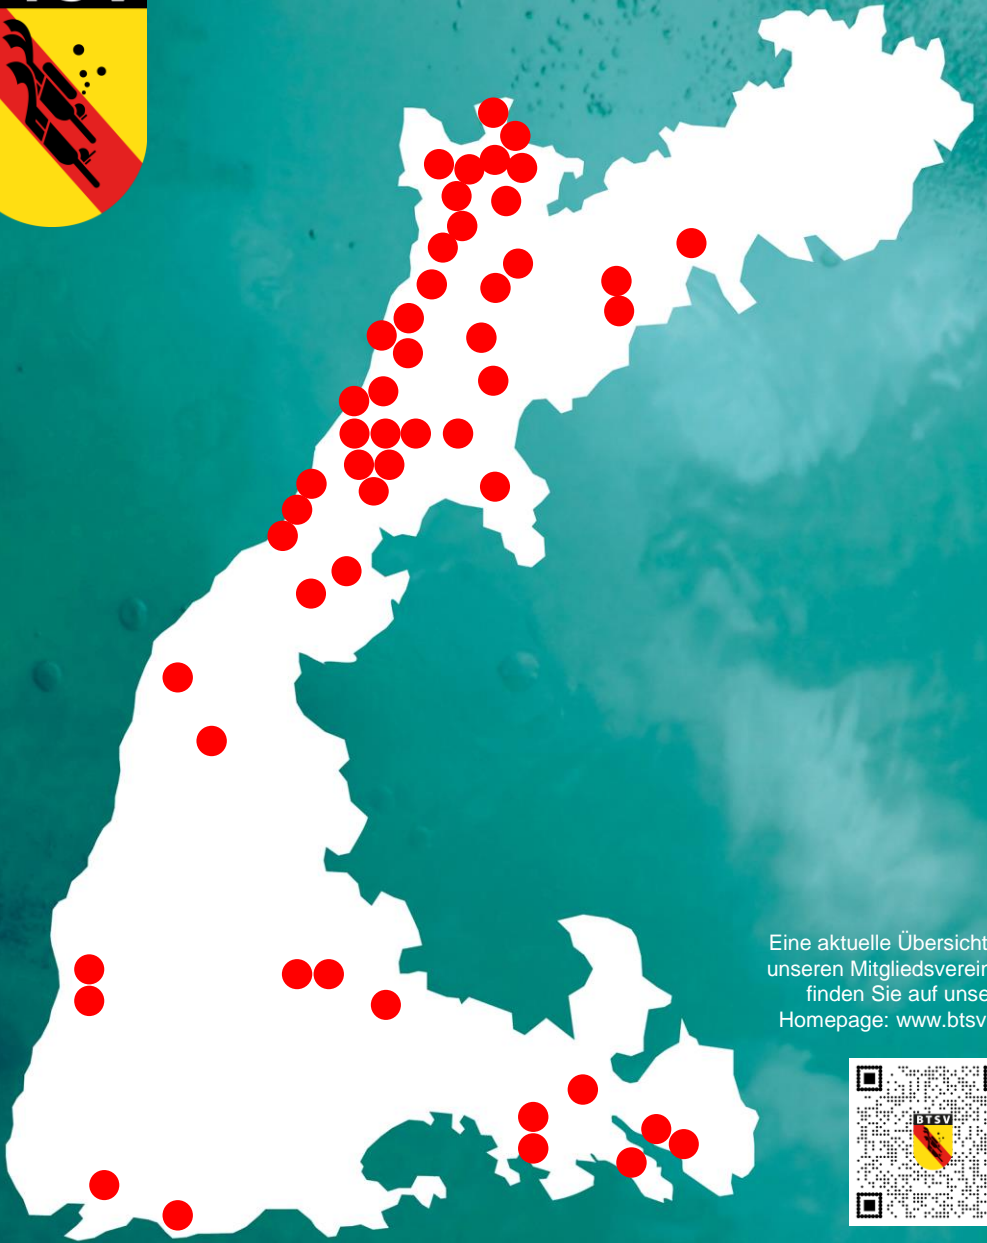 Eine aktuelle Übersicht
unseren Mitgliedsverein
finden Sie auf unse
Homepage: www.btsv
BTSV